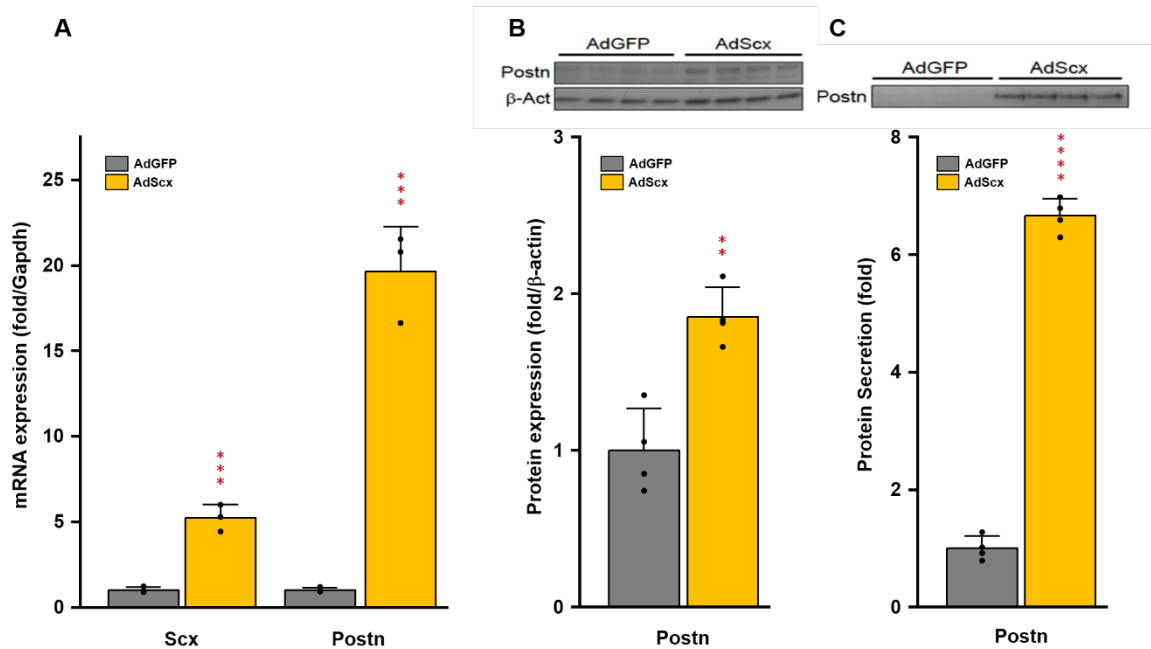 A
mRNA expression (fold/Gapdh)
25
20
15
10
5
0
AdGFP
AdScx
***
***
Scx
Postn
B
AdGFP
AdScx
Postn
β-Act
Protein expression (fold/β-actin)
3
2
1
0
AdGFP
AdScx
**
Postn
C
AdGFP
AdScx
Postn
Protein Secretion (fold)
8
6
4
2
0
AdGFP
AdScx
****
Postn